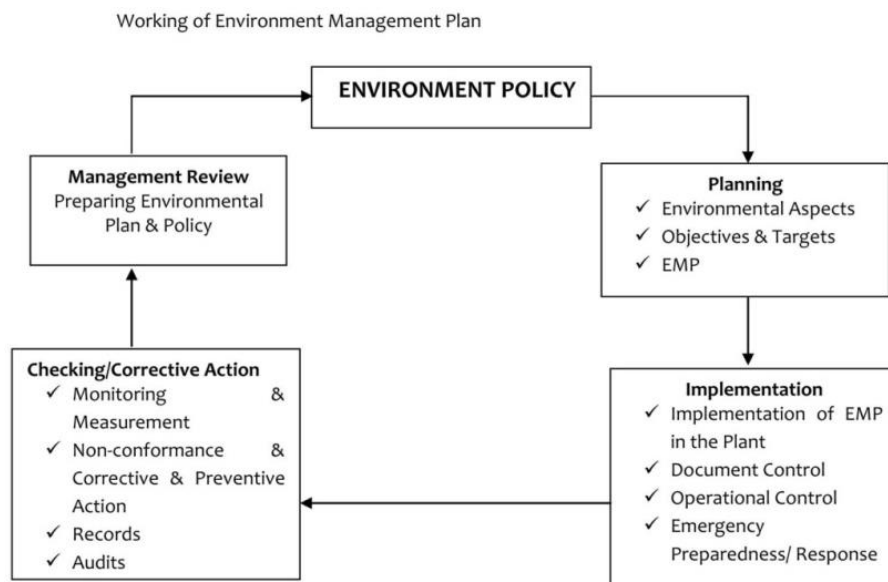 Working of Environment Management Plan
ENVIRONMENT POLICY
Management Review
Preparing Environmental
Plan & Policy
Planning
✓ Environmental Aspects
✓ Objectives & Targets
✓ EMP
Checking/Corrective Action
✓ Monitoring &
Measurement
✓ Non-conformance &
Corrective & Preventive
Action
✓ Records
✓ Audits
Implementation
✓ Implementation of EMP
in the Plant
✓ Document Control
✓ Operational Control
✓ Emergency
Preparedness/ Response